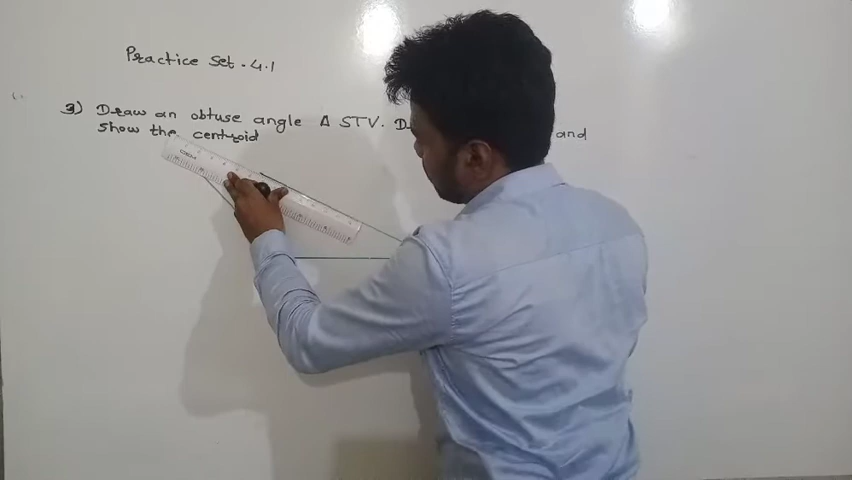 Practice Set - 4.1
3) Draw an obtuse angle Δ STV. D and
show the centroid